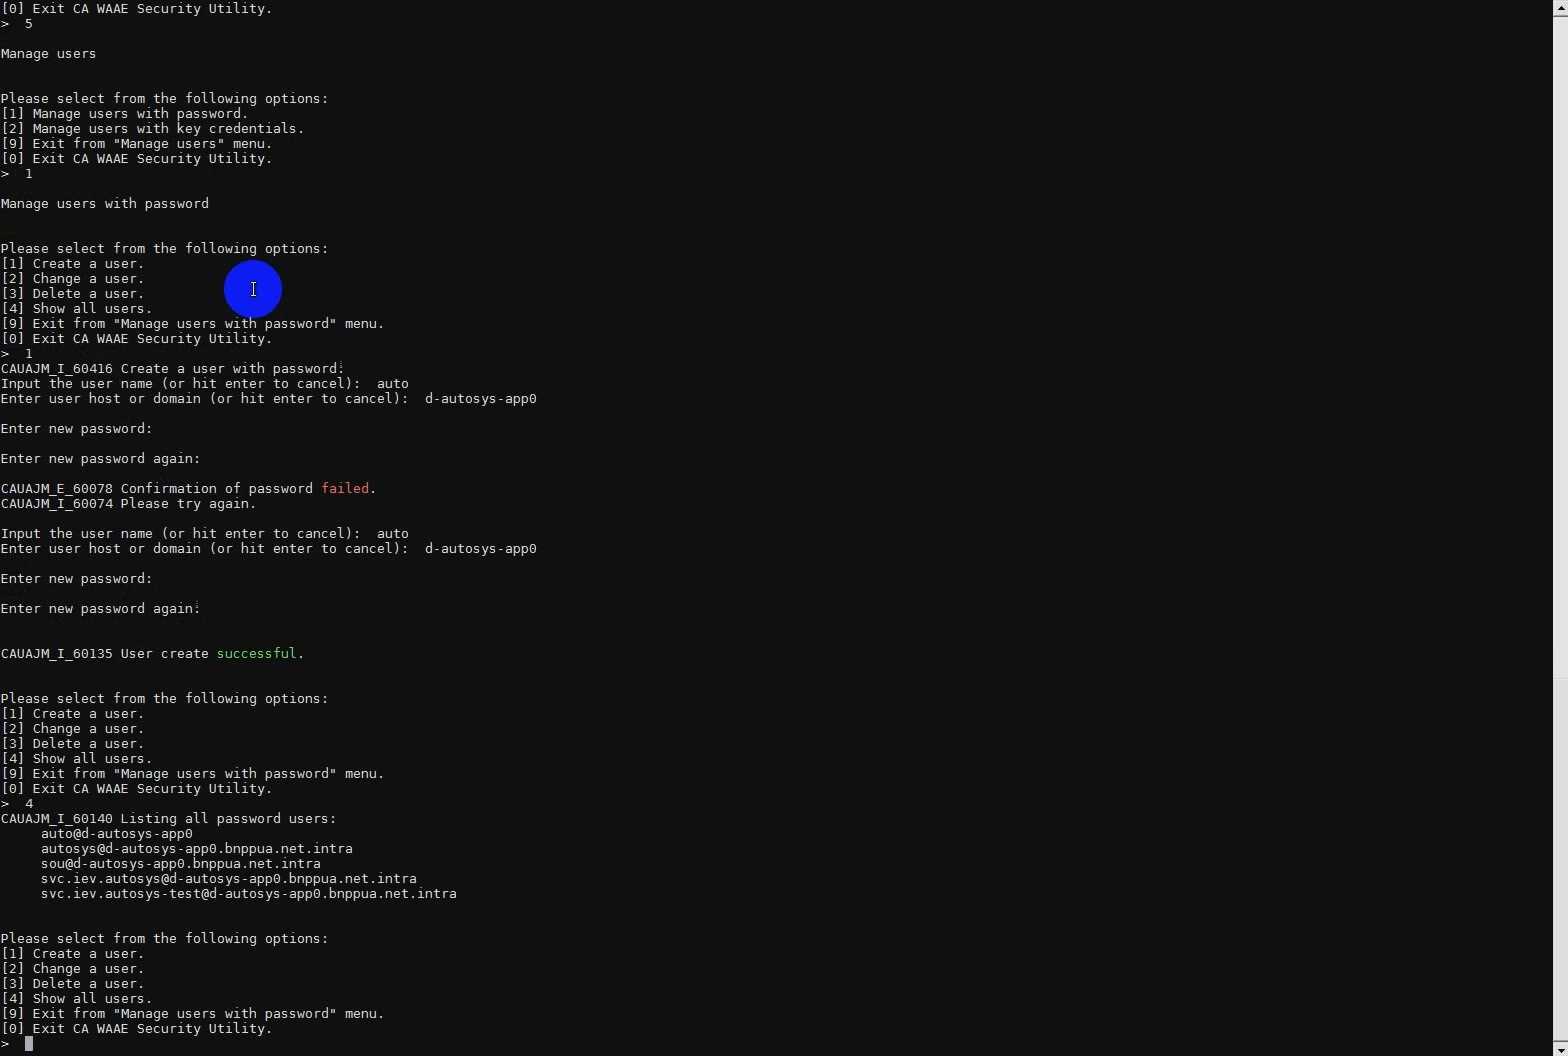 [0] Exit CA WAAE Security Utility.
> 5
Manage users
Please select from the following options:
[1] Manage users with password.
[2] Manage users with key credentials.
[9] Exit from "Manage users" menu.
[0] Exit CA WAAE Security Utility.
> 1
Manage users with password
Please select from the following options:
[1] Create a user.
[2] Change a user.
[3] Delete a user.
[4] Show all users.
[9] Exit from "Manage users with password" menu.
[0] Exit CA WAAE Security Utility.
> 1
CAUAJM_I_60416 Create a user with password.
Input the user name (or hit enter to cancel): auto
Enter user host or domain (or hit enter to cancel): d-autosys-app0
Enter new password:
Enter new password again:
CAUAJM_E_60078 Confirmation of password failed.
CAUAJM_I_60074 Please try again.
Input the user name (or hit enter to cancel): auto
Enter user host or domain (or hit enter to cancel): d-autosys-app0
Enter new password:
Enter new password again:
CAUAJM_I_60135 User create successful.
Please select from the following options:
[1] Create a user.
[2] Change a user.
[3] Delete a user.
[4] Show all users.
[9] Exit from "Manage users with password" menu.
[0] Exit CA WAAE Security Utility.
> 4
CAUAJM_I_60140 Listing all password users:
auto@d-autosys-app0
autosys@d-autosys-app0.bnppua.net.intra
sou@d-autosys-app0.bnppua.net.intra
svc.iev.autosys@d-autosys-app0.bnppua.net.intra
svc.iev.autosys-test@d-autosys-app0.bnppua.net.intra
Please select from the following options:
[1] Create a user.
[2] Change a user.
[3] Delete a user.
[4] Show all users.
[9] Exit from "Manage users with password" menu.
[0] Exit CA WAAE Security Utility.
>